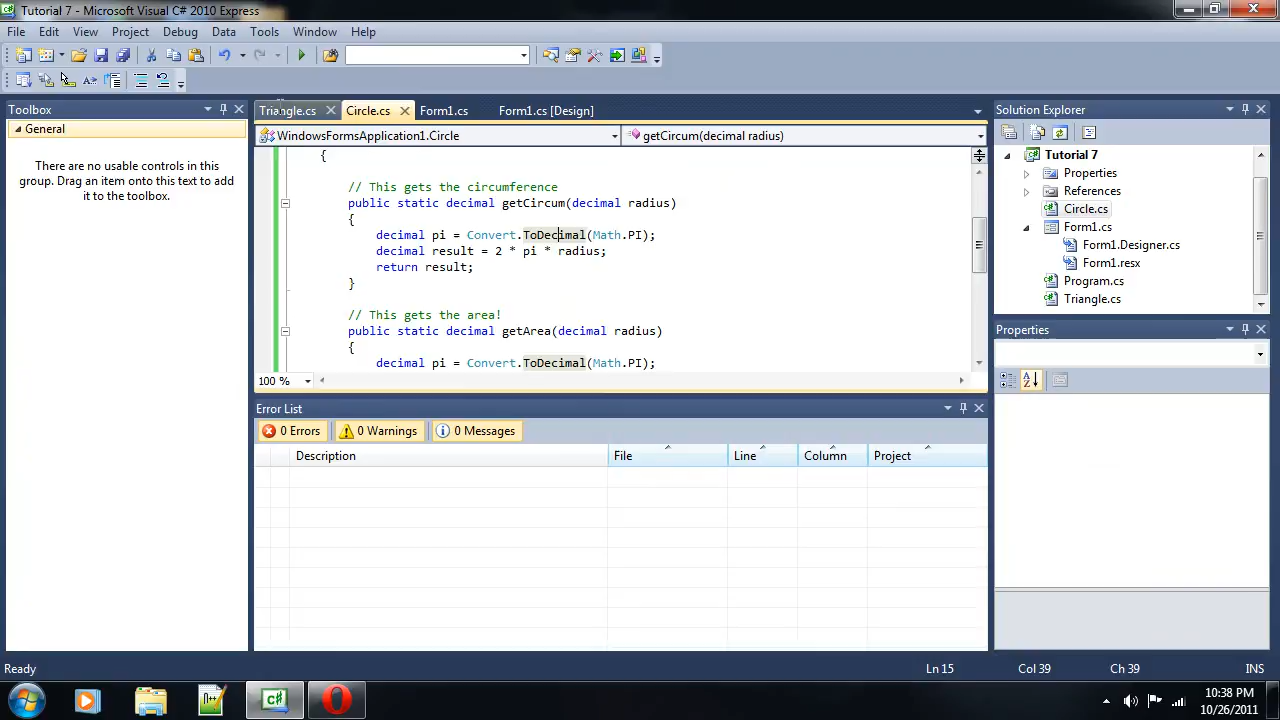 Tutorial 7 - Microsoft Visual C# 2010 Express
File Edit View Project Debug Data Tools Window Help
Toolbox
General
There are no usable controls in this
group. Drag an item onto this text to add
it to the toolbox.
Triangle.cs Circle.cs Form1.cs Form1.cs [Design]
WindowsFormsApplication1.Circle getCircum(decimal radius)
{
// This gets the circumference
public static decimal getCircum(decimal radius)
{
decimal pi = Convert.ToDecimal(Math.PI);
decimal result = 2 * pi * radius;
return result;
}
// This gets the area!
public static decimal getArea(decimal radius)
{
decimal pi = Convert.ToDecimal(Math.PI);
100 %
Error List
0 Errors 0 Warnings 0 Messages
Description File Line Column Project
Solution Explorer
Tutorial 7
Properties
References
Circle.cs
Form1.cs
Form1.Designer.cs
Form1.resx
Program.cs
Triangle.cs
Properties
Ready Ln 15 Col 39 Ch 39 INS
N++ C# 10:38 PM
10/26/2011